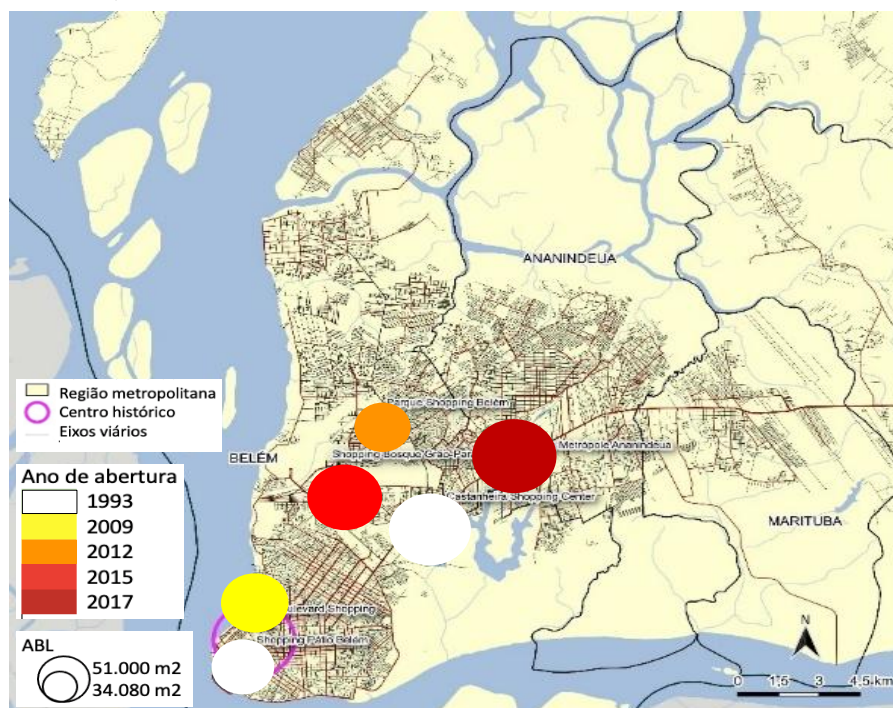 ANANINDEUA
Região metropolitana
Centro histórico
Eixos viários
Parque Shopping Belém
BELÉM
Shopping Bosque Grão-Par
Metrópole Ananindeua
Ano de abertura
1993
2009
2012
2015
2017
Castanheira Shopping Center
MARITUBA
oulevard Shopping
Shopping Pátio Belém
ABL
51.000 m2
34.080 m2
N
0 1,5 3 4,5 km